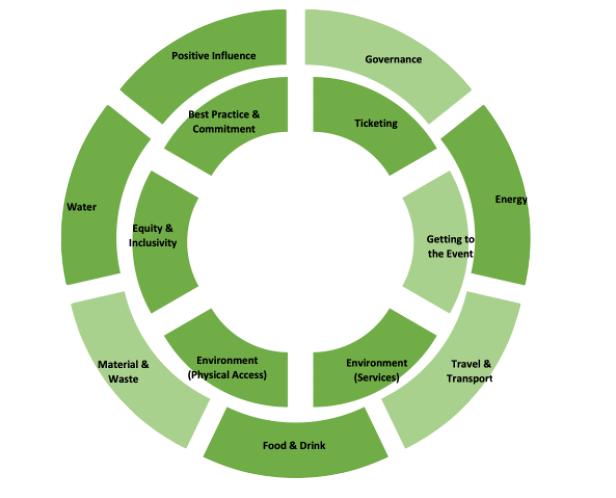 Positive Influence
Governance
Best Practice &
Commitment
Ticketing
Water
Energy
Equity &
Inclusivity
Getting to
the Event
Environment
(Physical Access)
Environment
(Services)
Material &
Waste
Travel &
Transport
Food & Drink